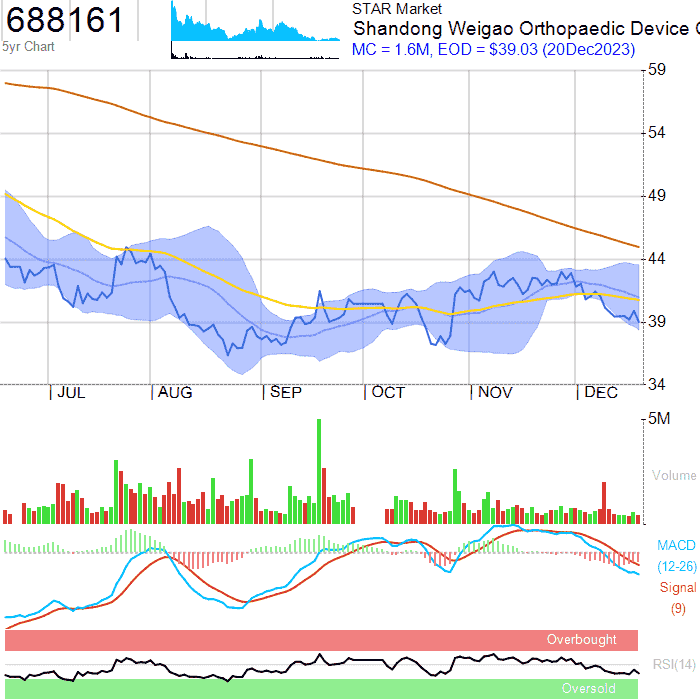 688161
5yr Chart
STAR Market
Shandong Weigao Orthopaedic Device
MC = 1.6M, EOD = $39.03 (20Dec2023)
59
54
49
44
39
34
JUL AUG SEP OCT NOV DEC
5M
Volume
MACD
(12-26)
Signal
(9)
Overbought
RSI(14)
Oversold